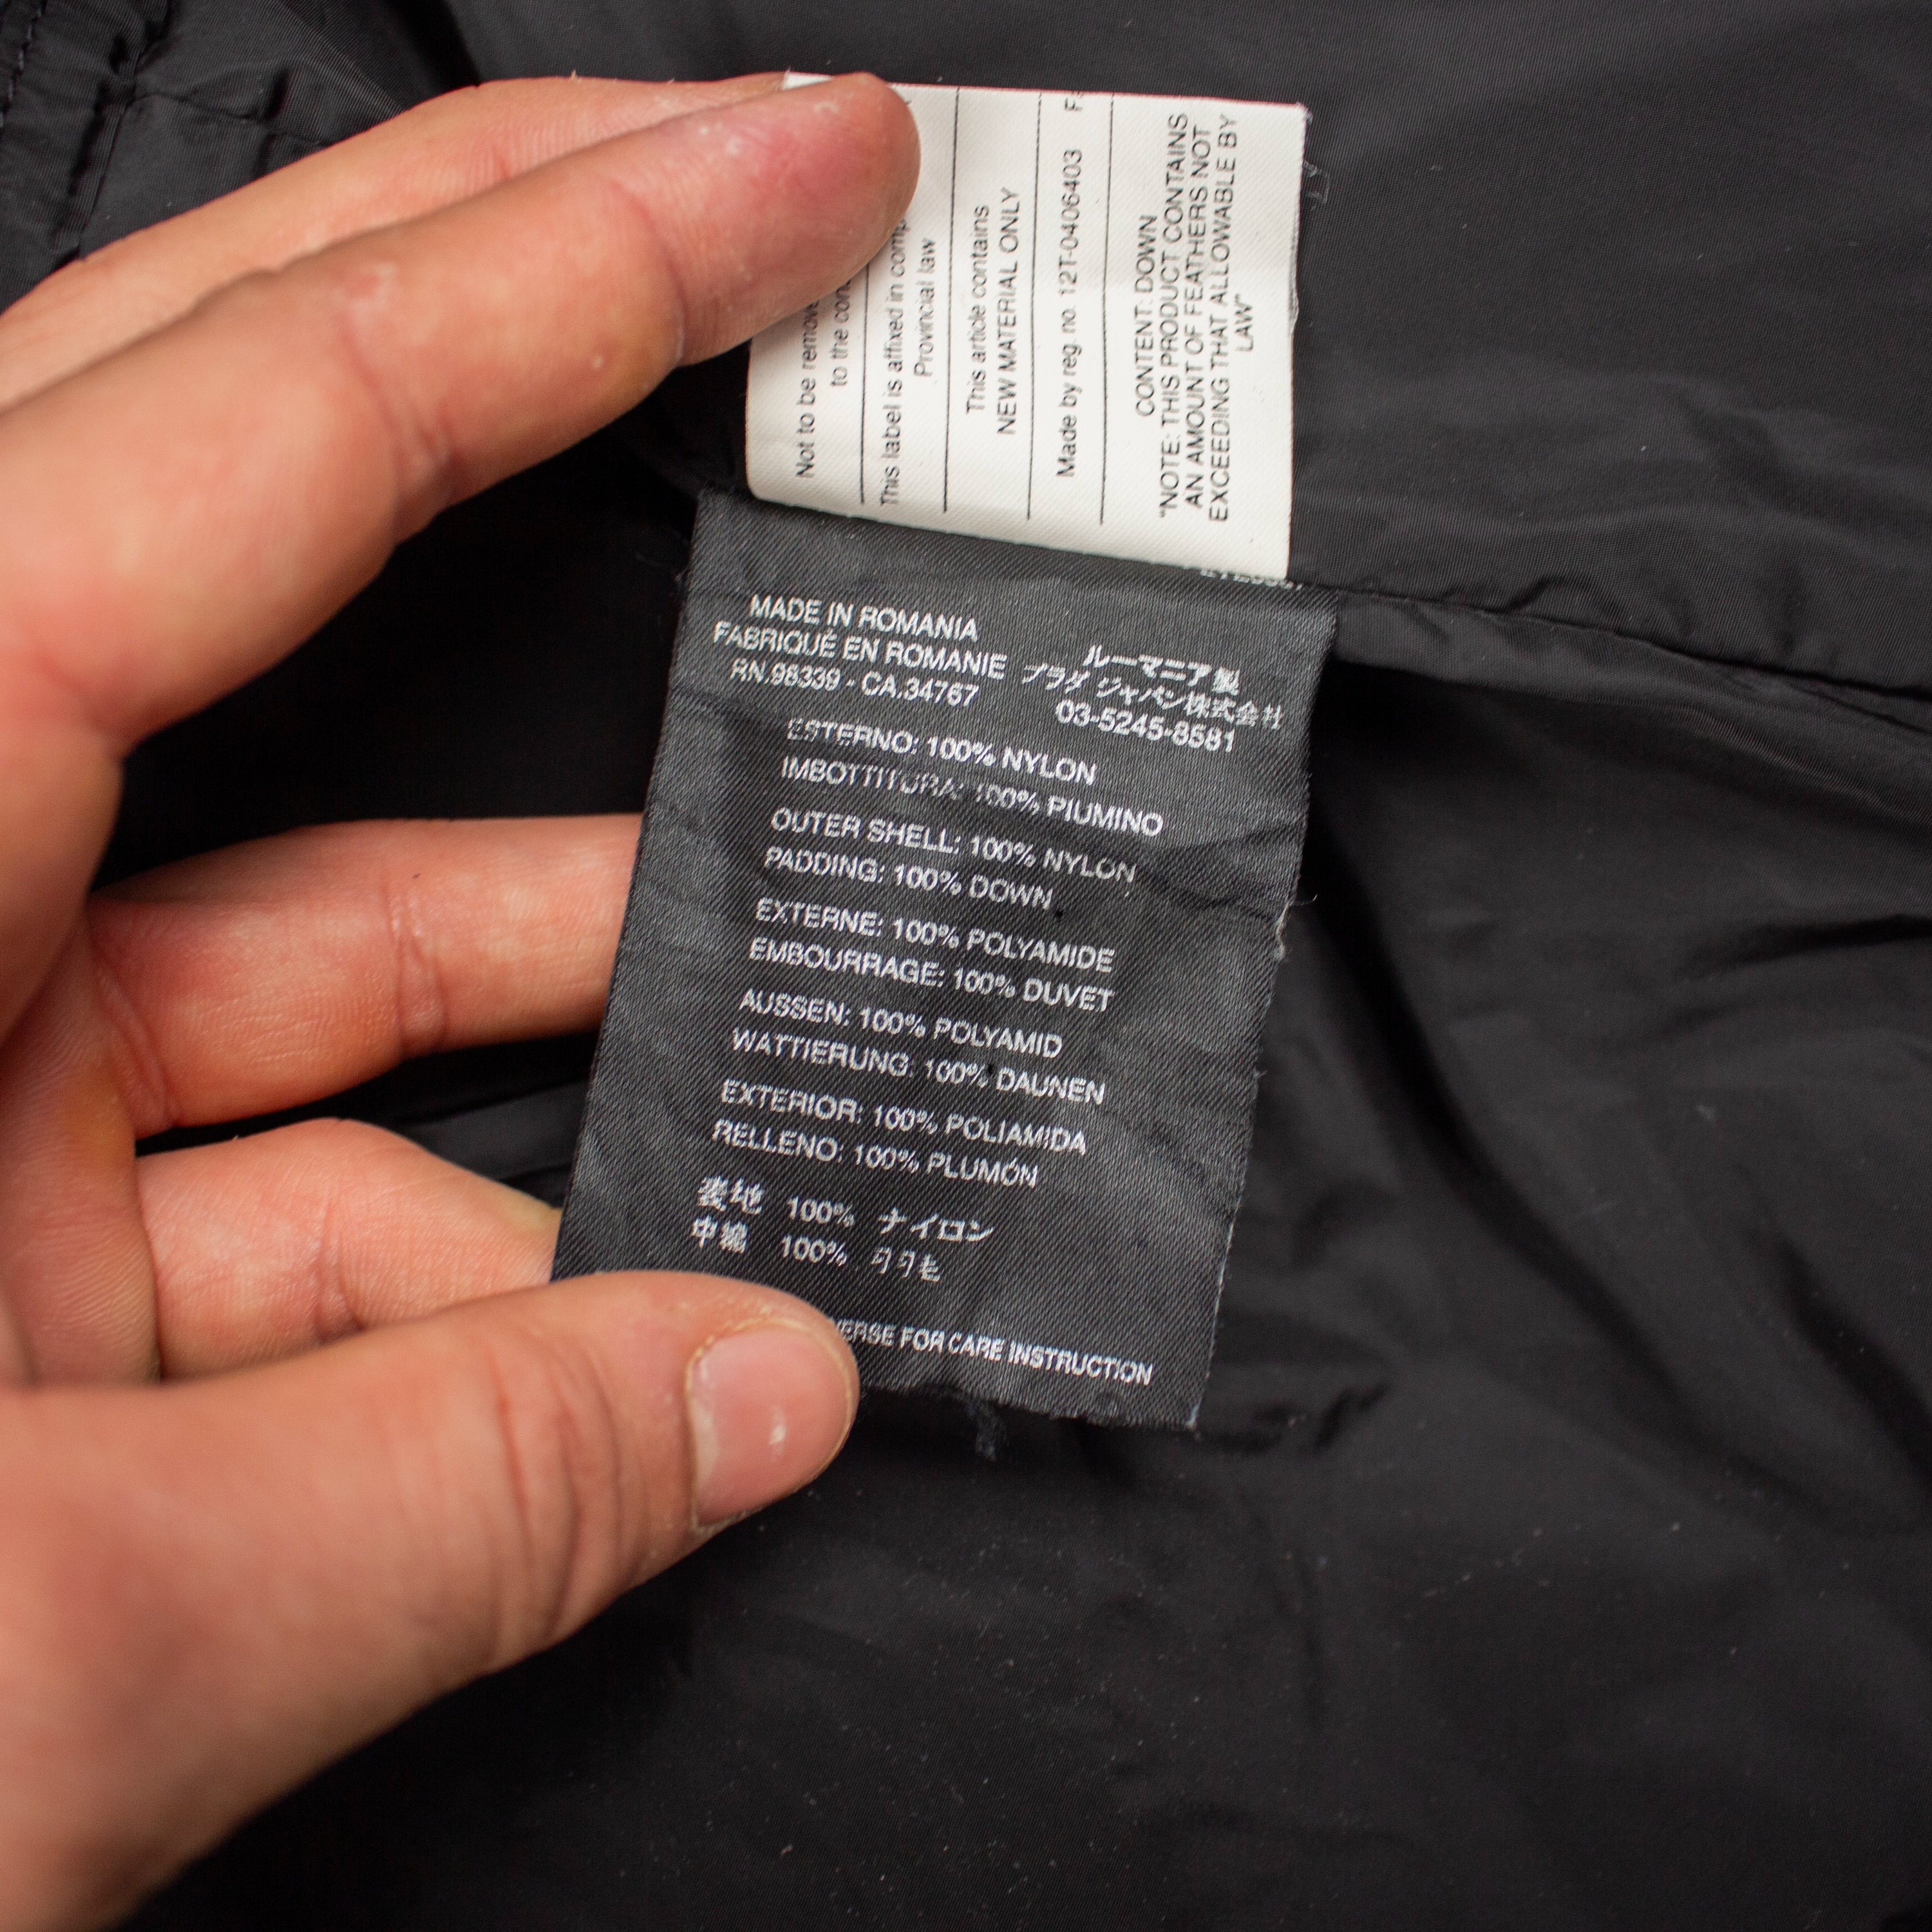 Not to be remove
to the con
This label is affixed in comp
Provincial law
This article contains
NEW MATERIAL ONLY
Made by reg. no. 12T-0406403
CONTENT: DOWN
"NOTE: THIS PRODUCT CONTAINS
AN AMOUNT OF FEATHERS NOT
EXCEEDING THAT ALLOWABLE BY
LAW"
MADE IN ROMANIA
FABRIQUÉ EN ROMANIE
RN.98339 - CA.34767
ルーマニア製
プラダ ジャパン株式会社
03-5245-8581
ESTERNO: 100% NYLON
IMBOTTITURA: 100% PIUMINO
OUTER SHELL: 100% NYLON
PADDING: 100% DOWN
EXTERNE: 100% POLYAMIDE
EMBOURRAGE: 100% DUVET
AUSSEN: 100% POLYAMID
WATTIERUNG: 100% DAUNEN
EXTERIOR: 100% POLIAMIDA
RELLENO: 100% PLUMÓN
表地 100% ナイロン
中綿 100%
VERSE FOR CARE INSTRUCTION